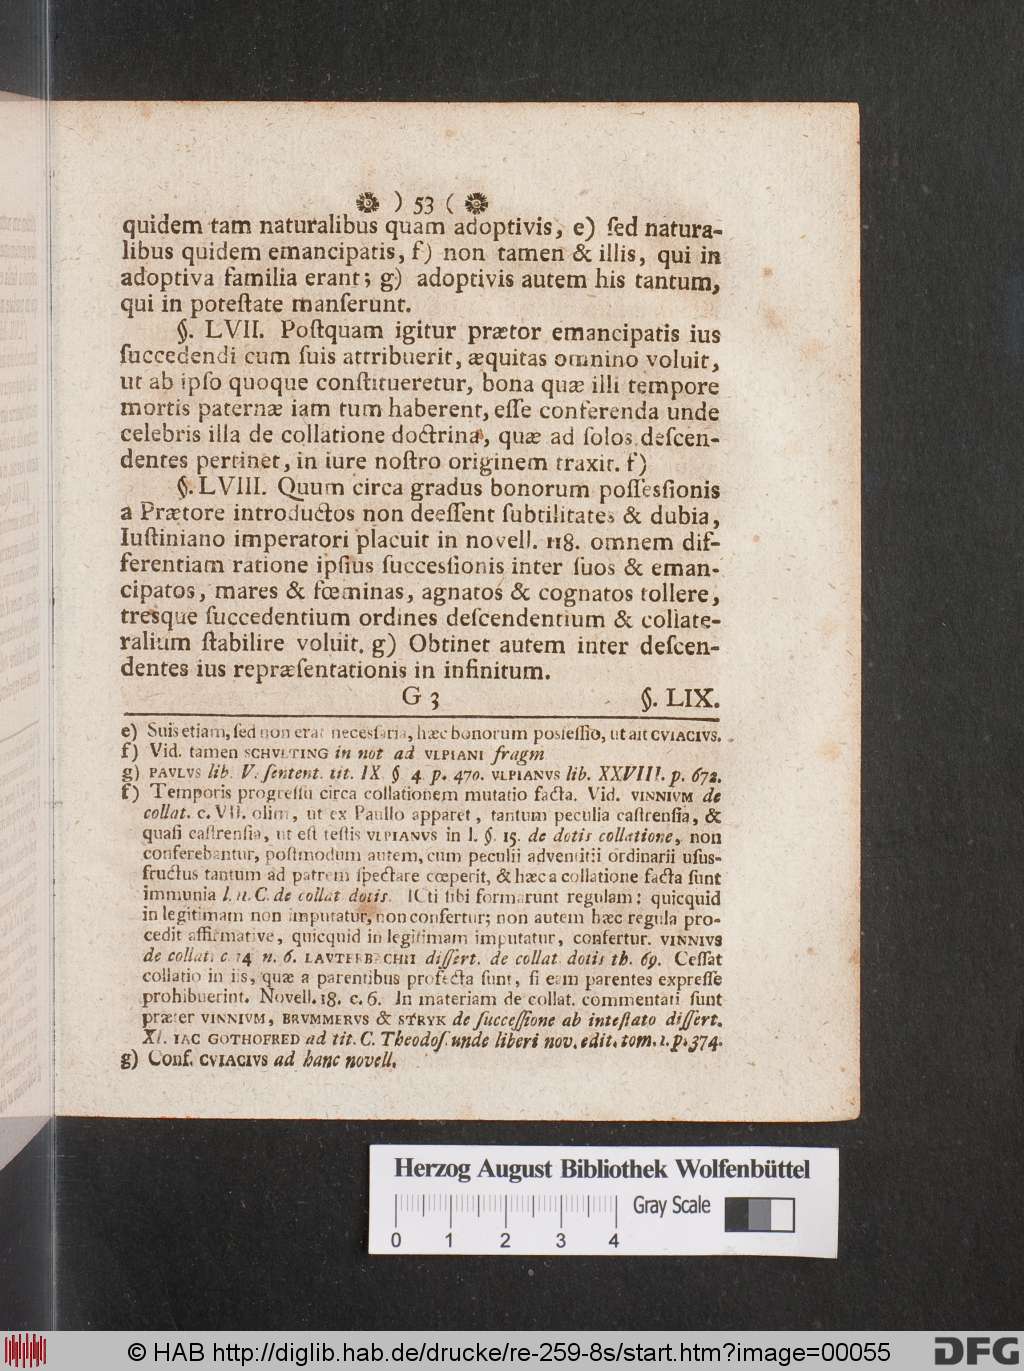 ) 53 (
quidem tam naturalibus quam adoptivis, e) ſed natura-
libus quidem emancipatis, f) non tamen & illis, qui in
adoptiva familia erant; g) adoptivis autem his tantum,
qui in poteſtate manſerunt.
§. LVII. Poſtquam igitur prætor emancipatis ius
ſuccedendi cum ſuis attribuerit, æquitas omnino voluit,
ut ab ipſo quoque conſtitueretur, bona quæ illi tempore
mortis paternæ iam tum haberent, eſſe conferenda unde
celebris illa de collatione doctrina, quæ ad ſolos deſcen-
dentes pertinet, in iure noſtro originem traxit. f)
§. LVIII. Quum circa gradus bonorum poſſesſionis
a Prætore introductos non deeſſent ſubtilitates & dubia,
Iuſtiniano imperatori placuit in novell. 118. omnem dif-
ferentiam ratione ipſius ſuccesſionis inter ſuos & eman-
cipatos, mares & fœminas, agnatos & cognatos tollere,
tresque ſuccedentium ordines deſcendentium & collate-
ralium ſtabilire voluit. g) Obtinet autem inter deſcen-
dentes ius repræſentationis in infinitum.
G 3 §. LIX.
e) Suis etiam, ſed non erat neceſſaria, hæc bonorum posſeſſio, ut ait CVIACIVS.
f) Vid. tamen SCHVLTING in not ad VLPIANI fragm
g) PAVLVS lib. V. ſentent. tit. IX § 4 p. 470. VLPIANVS lib. XXVIII. p. 672.
f) Temporis progreſſu circa collationem mutatio facta. Vid. VINNIVM de
collat. c. VII. olim, ut ex Paullo apparet, tantum peculia caſtrenſia, &
quaſi caſtrenſia, ut eſt teſtis VLPIANVS in l. §. 15. de dotis collatione, non
conferebantur, poſtmodum autem, cum peculii adventitii ordinarii uſus-
fructus tantum ad patrem ſpectare cœperit, & hæc a collatione facta ſunt
immunia l. u. C. de collat dotis. ICti ſibi formarunt regulam: quicquid
in legitimam non imputatur, non confertur; non autem hæc regula pro-
cedit affirmative, quicquid in legitimam imputatur, confertur. VINNIVS
de collat. c 14 n. 6. LAVTERBACHII diſſert. de collat dotis th. 69. Ceſſat
collatio in iis, quæ a parentibus profecta ſunt, ſi eam parentes expreſſe
prohibuerint. Novell. 18. c. 6. In materiam de collat. commentati ſunt
præter VINNIVM, BRVMMERVS & STRYK de ſucceſſione ab inteſtato diſſert.
XI. IAC GOTHOFRED ad tit. C. Theodoſ. unde liberi nov. edit. tom. 1. p. 374.
g) Conf. CVIACIVS ad hanc novell.
Herzog August Bibliothek Wolfenbüttel
Gray Scale
0 1 2 3 4
© HAB http://diglib.hab.de/drucke/re-259-8s/start.htm?image=00055
DFG